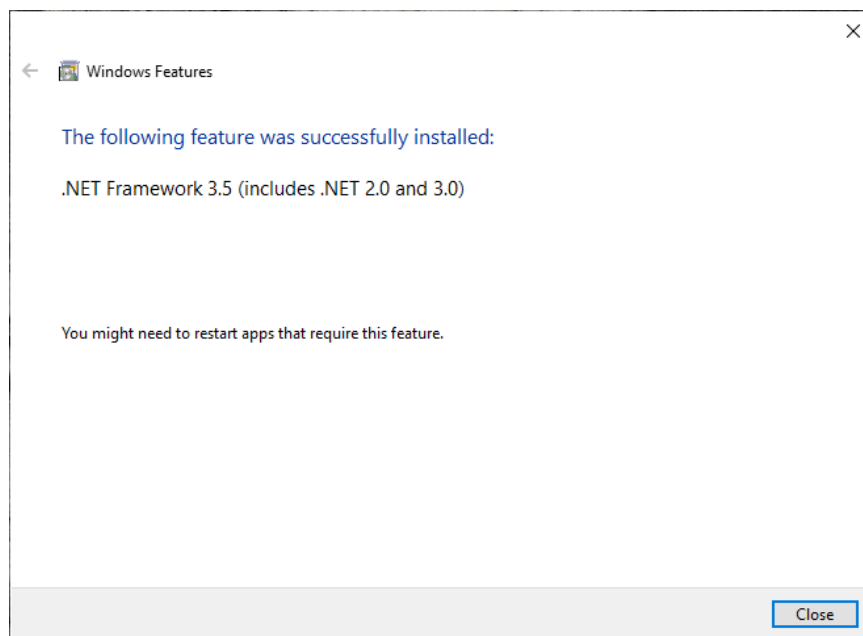 Windows Features
The following feature was successfully installed:
.NET Framework 3.5 (includes .NET 2.0 and 3.0)
You might need to restart apps that require this feature.
Close